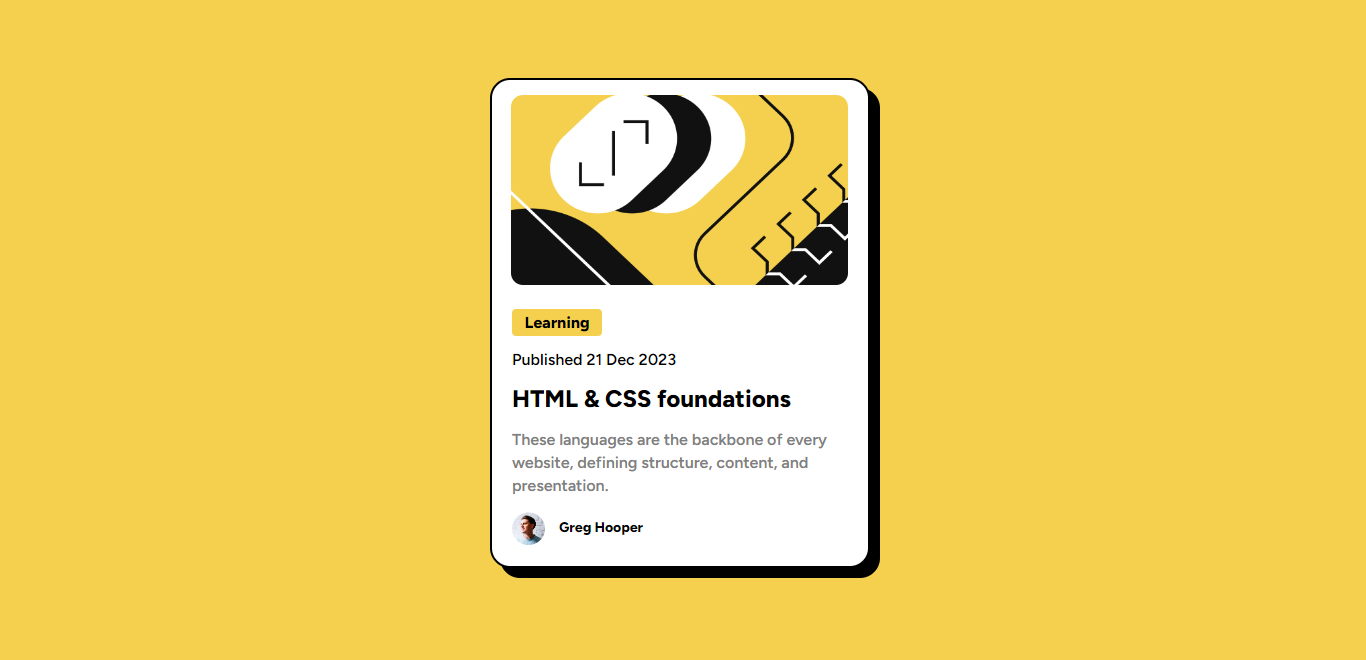 Learning
Published 21 Dec 2023
HTML & CSS foundations
These languages are the backbone of every
website, defining structure, content, and
presentation.
Greg Hooper